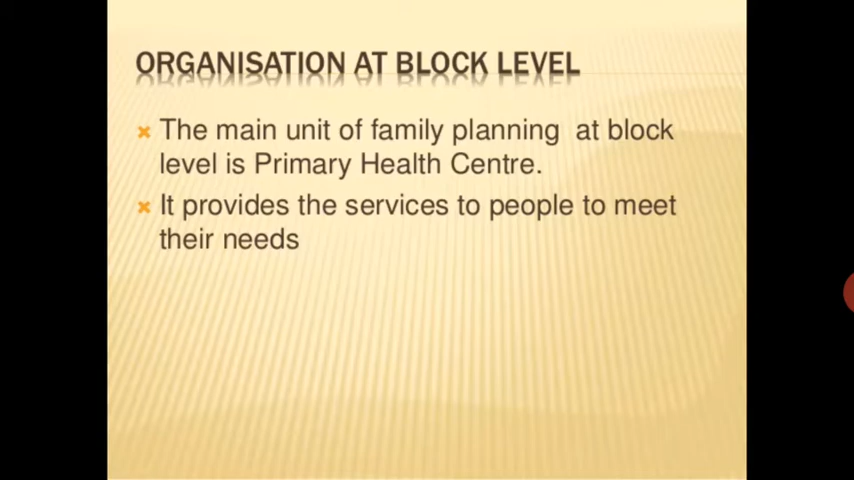 ORGANISATION AT BLOCK LEVEL
The main unit of family planning at block
level is Primary Health Centre.
It provides the services to people to meet
their needs